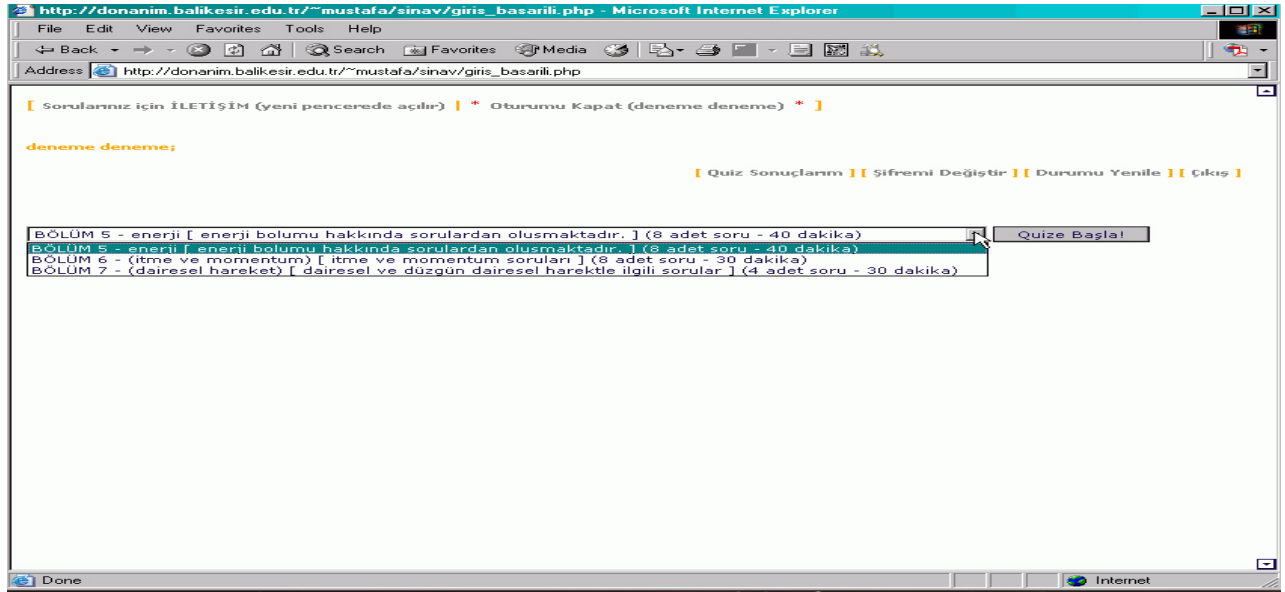 http://donanim.balikesir.edu.tr/~mustafa/sinav/giris_basarili.php - Microsoft Internet Explorer
File Edit View Favorites Tools Help
Back Search Favorites Media
Address http://donanim.balikesir.edu.tr/~mustafa/sinav/giris_basarili.php
[ Sorularınız için İLETİŞİM (yeni pencerede açılır) | * Oturumu Kapat (deneme deneme) * ]
deneme deneme;
[ Quiz Sonuçlarım ] [ Şifremi Değiştir ] [ Durumu Yenile ] [ Çıkış ]
BÖLÜM 5 - enerji [ enerji bolumu hakkında sorulardan olusmaktadır. ] (8 adet soru - 40 dakika) Quize Başla!
BÖLÜM 5 - enerji [ enerji bolumu hakkında sorulardan olusmaktadır. ] (8 adet soru - 40 dakika)
BÖLÜM 6 - (itme ve momentum) [ itme ve momentum soruları ] (8 adet soru - 30 dakika)
BÖLÜM 7 - (dairesel hareket) [ dairesel ve düzgün dairesel harektle ilgili sorular ] (4 adet soru - 30 dakika)
Done Internet